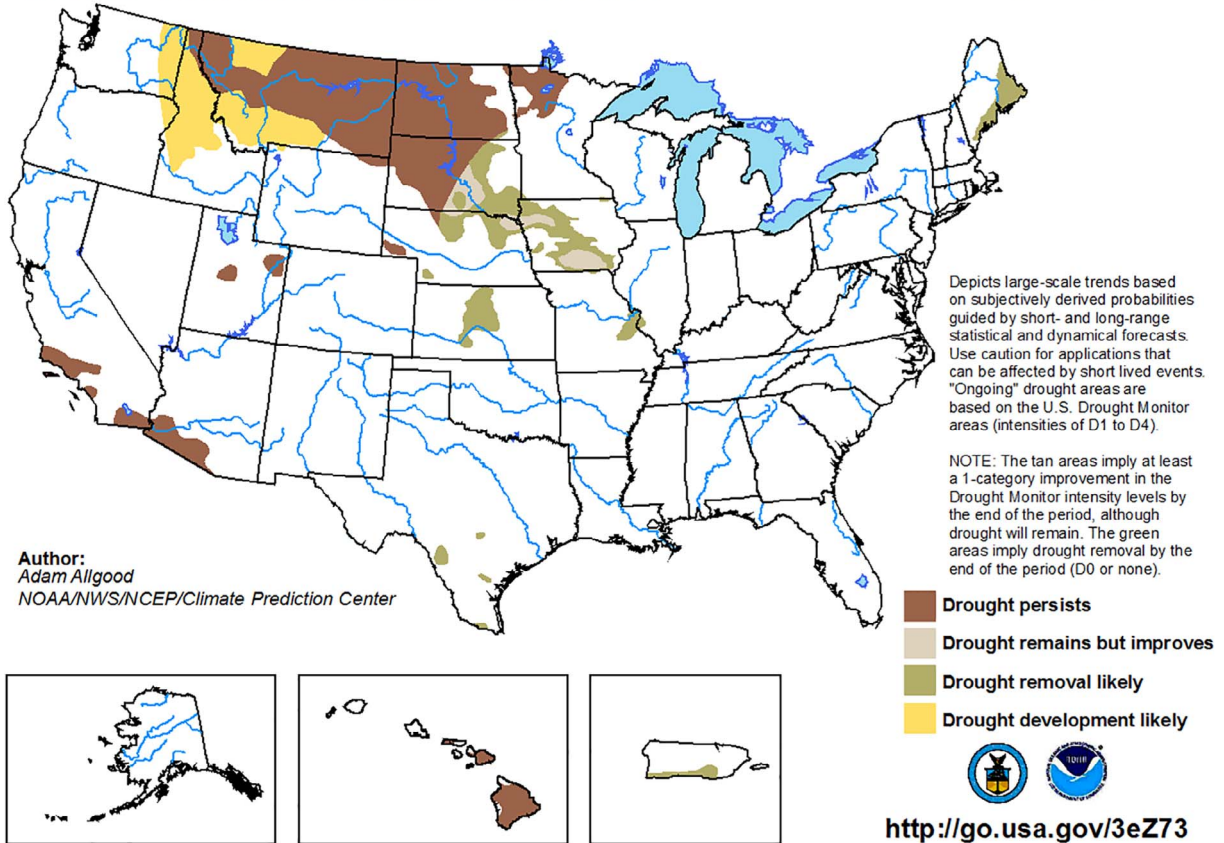 Depicts large-scale trends based
on subjectively derived probabilities
guided by short- and long-range
statistical and dynamical forecasts.
Use caution for applications that
can be affected by short lived events.
"Ongoing" drought areas are
based on the U.S. Drought Monitor
areas (intensities of D1 to D4).
NOTE: The tan areas imply at least
a 1-category improvement in the
Drought Monitor intensity levels by
the end of the period, although
drought will remain. The green
areas imply drought removal by the
end of the period (D0 or none).
Author:
Adam Allgood
NOAA/NWS/NCEP/Climate Prediction Center
Drought persists
Drought remains but improves
Drought removal likely
Drought development likely
http://go.usa.gov/3eZ73